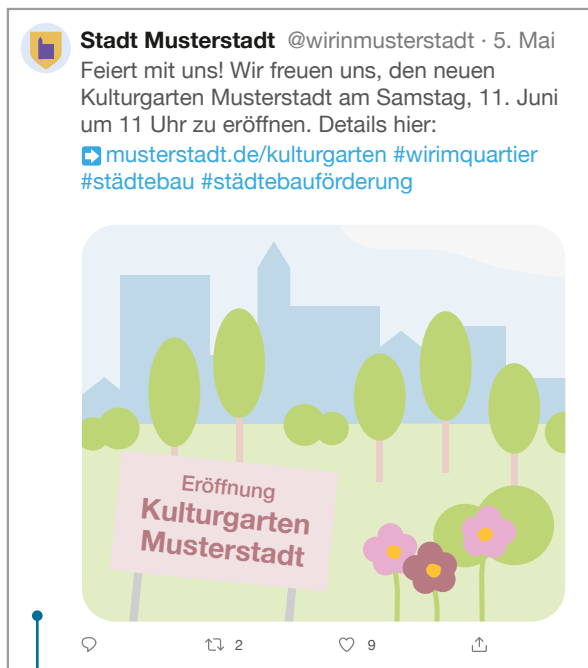 Stadt Musterstadt @wirinmusterstadt · 5. Mai
Feiert mit uns! Wir freuen uns, den neuen
Kulturgarten Musterstadt am Samstag, 11. Juni
um 11 Uhr zu eröffnen. Details hier:
➡ musterstadt.de/kulturgarten #wirimquartier
#städtebau #städtebauförderung
Eröffnung
Kulturgarten
Musterstadt
2 9